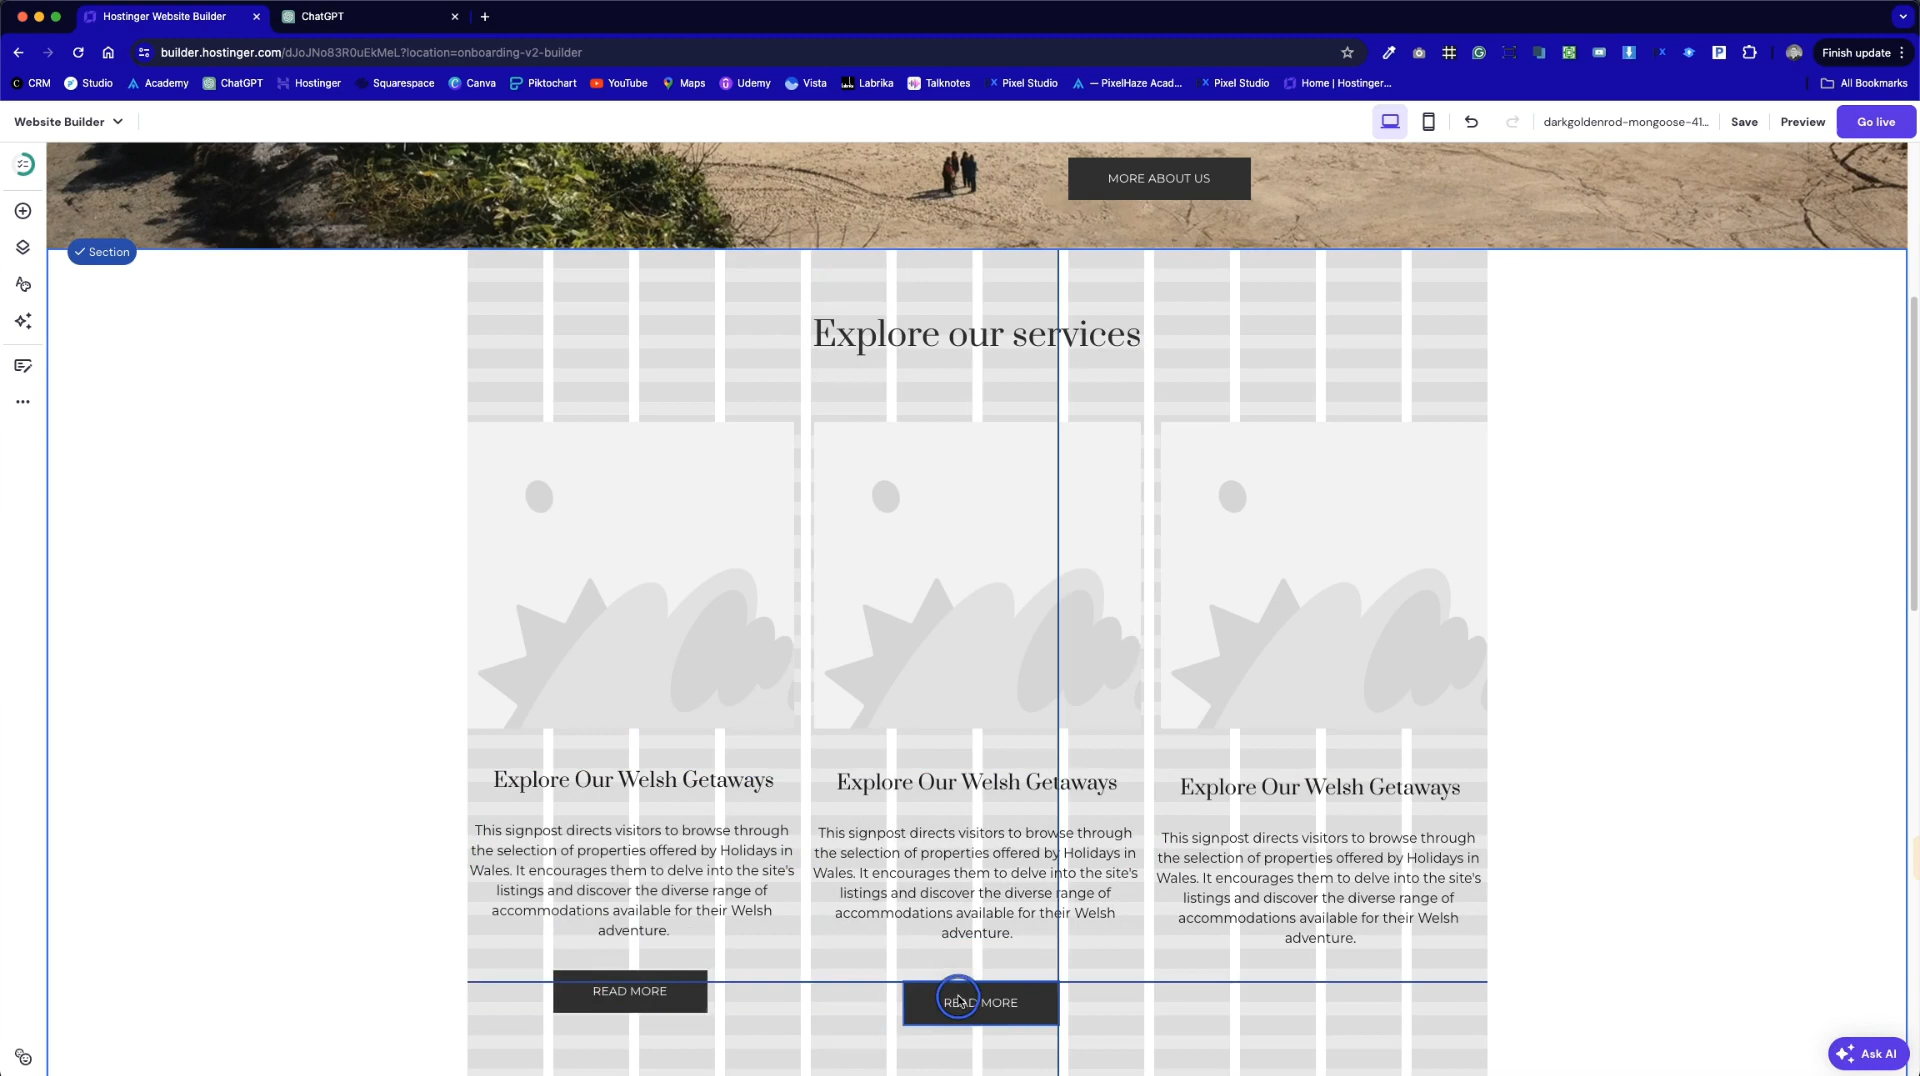 Hostinger Website Builder
ChatGPT
builder.hostinger.com/dJoJNo83R0uEkMeL?location=onboarding-v2-builder
Finish update
CRM
Studio
Academy
ChatGPT
Hostinger
Squarespace
Canva
Piktochart
YouTube
Maps
Udemy
Vista
Labrika
Talknotes
Pixel Studio
— PixelHaze Acad...
Pixel Studio
Home | Hostinger...
All Bookmarks
Website Builder
darkgoldenrod-mongoose-41...
Save
Preview
Go live
MORE ABOUT US
Section
Explore our services
Explore Our Welsh Getaways
This signpost directs visitors to browse through
the selection of properties offered by Holidays in
Wales. It encourages them to delve into the site's
listings and discover the diverse range of
accommodations available for their Welsh
adventure.
READ MORE
Explore Our Welsh Getaways
This signpost directs visitors to browse through
the selection of properties offered by Holidays in
Wales. It encourages them to delve into the site's
listings and discover the diverse range of
accommodations available for their Welsh
adventure.
READ MORE
Explore Our Welsh Getaways
This signpost directs visitors to browse through
the selection of properties offered by Holidays in
Wales. It encourages them to delve into the site's
listings and discover the diverse range of
accommodations available for their Welsh
adventure.
Ask AI